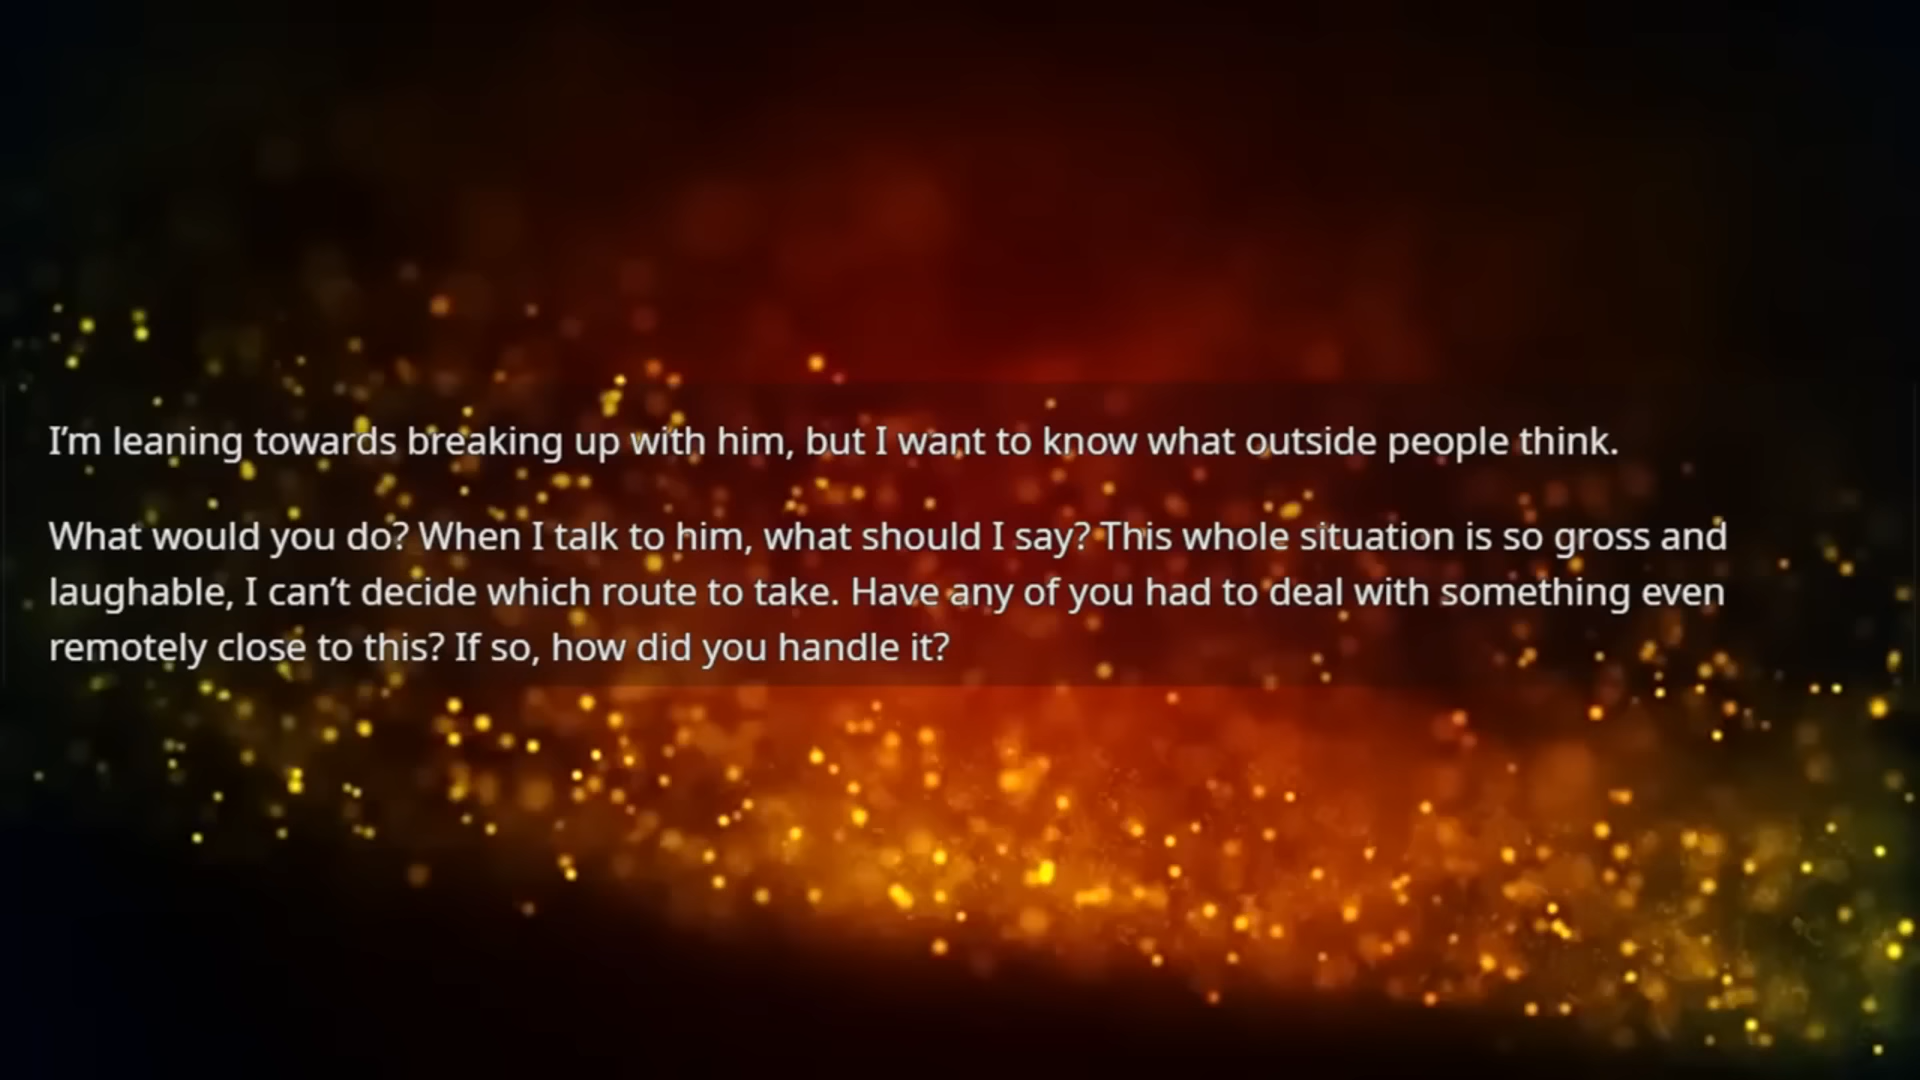 I’m leaning towards breaking up with him, but I want to know what outside people think.
What would you do? When I talk to him, what should I say? This whole situation is so gross and
laughable, I can’t decide which route to take. Have any of you had to deal with something even
remotely close to this? If so, how did you handle it?